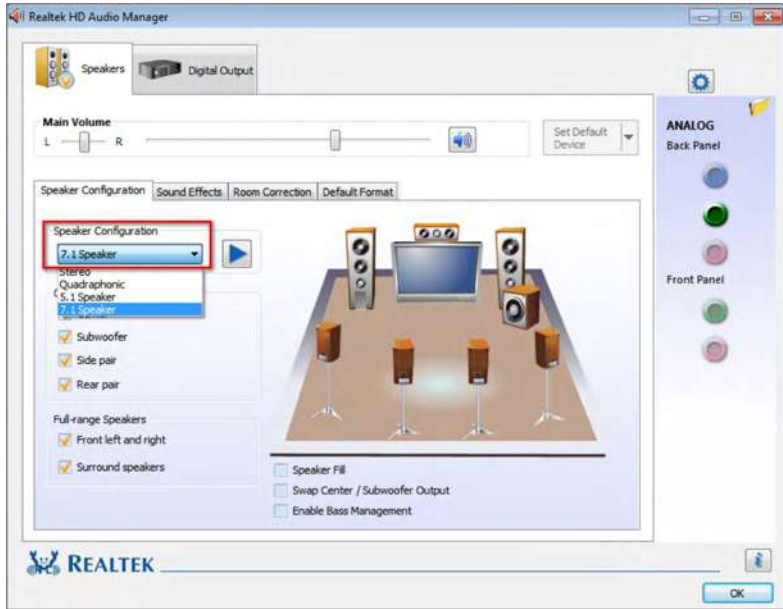 Realtek HD Audio Manager
Speakers
Digital Output
Main Volume
L
R
Set Default
Device
ANALOG
Back Panel
Speaker Configuration
Sound Effects
Room Correction
Default Format
Speaker Configuration
7.1 Speaker
Stereo
Quadraphonic
5.1 Speaker
7.1 Speaker
Subwoofer
Side pair
Rear pair
Full-range Speakers
Front left and right
Surround speakers
Speaker Fill
Swap Center / Subwoofer Output
Enable Bass Management
Front Panel
REALTEK
OK